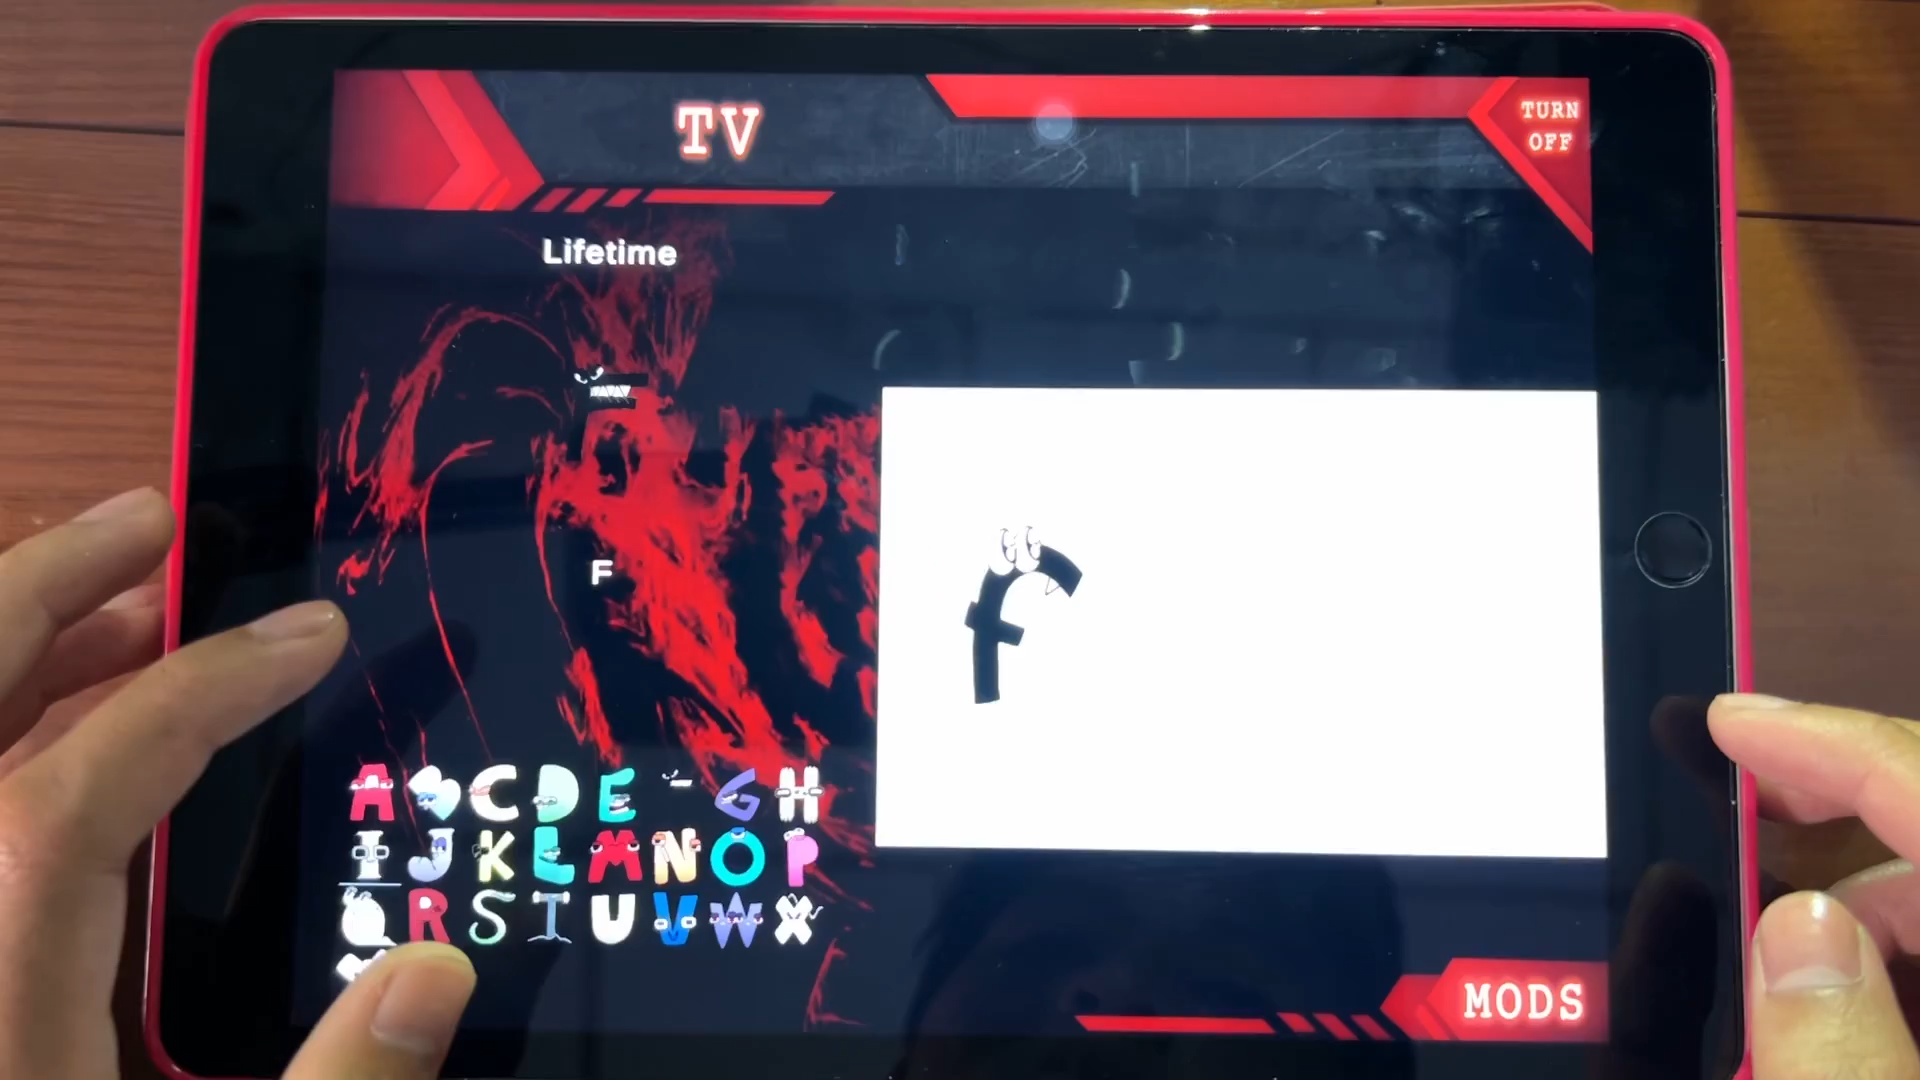 TV
TURN
OFF
Lifetime
F
F
f
A B C D E F G H
I J K L M N O P
Q R S T U V W X
MODS